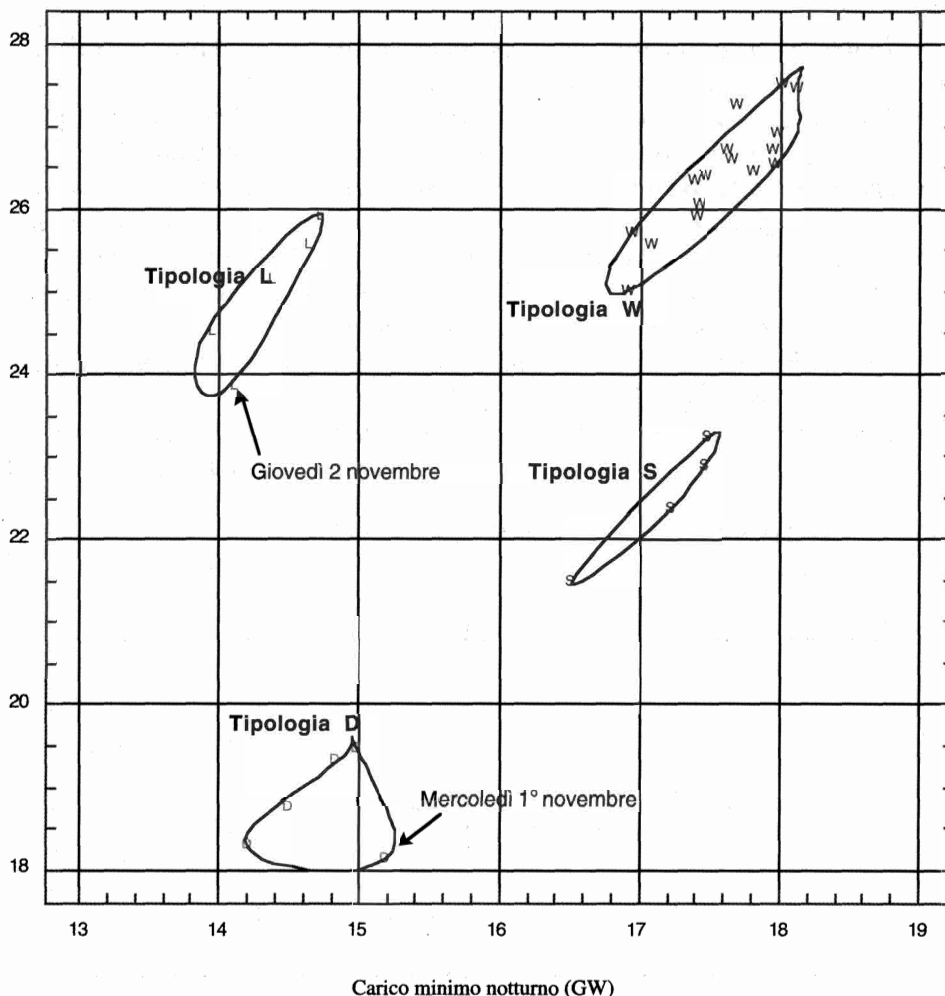 28
W
W
W
W
W
W
W
W
W
W
W
26
W
W
W
W
W
L
L
Tipologia L
L
W
Tipologia W
L
24
L
Giovedì 2 novembre
S
S
Tipologia S
22
S
S
20
Tipologia D
D
D
D
Mercoledì 1° novembre
D
D
18
13
14
15
16
17
18
19
Carico minimo notturno (GW)